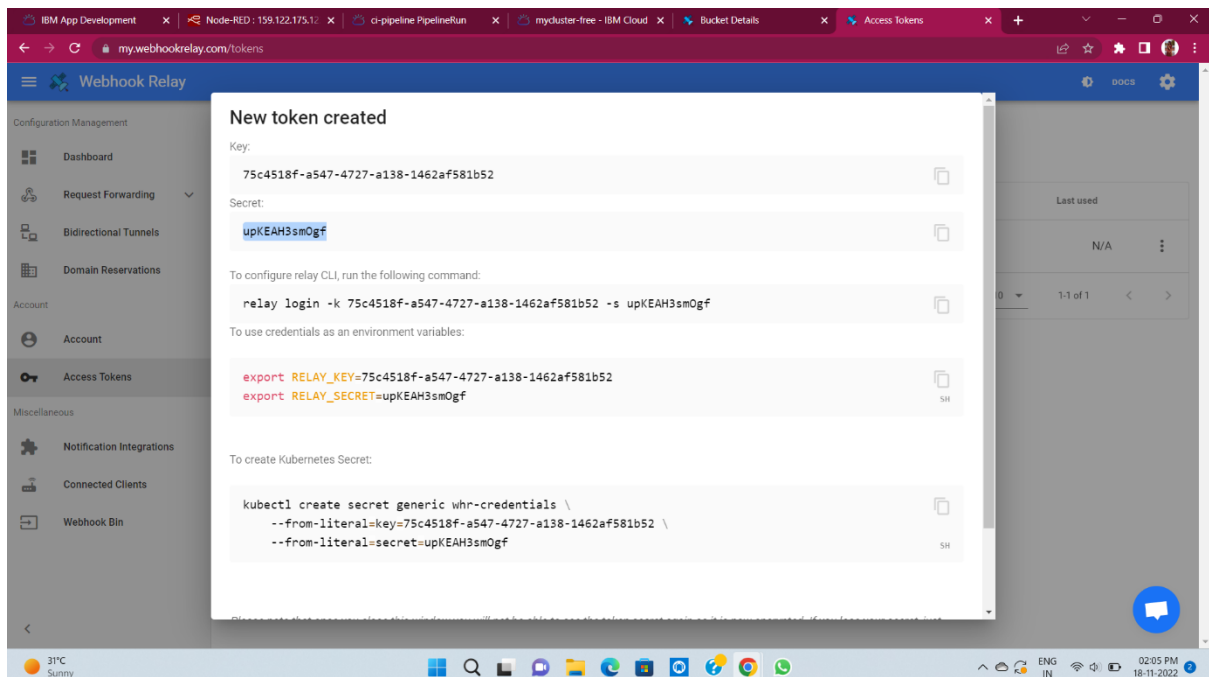 IBM App Development
Node-RED : 159.122.175.12
ci-pipeline PipelineRun
mycluster-free - IBM Cloud
Bucket Details
Access Tokens
my.webhookrelay.com/tokens
Webhook Relay
DOCS
Configuration Management
Dashboard
Request Forwarding
Bidirectional Tunnels
Domain Reservations
Account
Account
Access Tokens
Miscellaneous
Notification Integrations
Connected Clients
Webhook Bin
New token created
Key:
75c4518f-a547-4727-a138-1462af581b52
Secret:
upKEAH3smOgf
To configure relay CLI, run the following command:
relay login -k 75c4518f-a547-4727-a138-1462af581b52 -s upKEAH3smOgf
To use credentials as an environment variables:
export RELAY_KEY=75c4518f-a547-4727-a138-1462af581b52
export RELAY_SECRET=upKEAH3smOgf
SH
To create Kubernetes Secret:
kubectl create secret generic whr-credentials \
--from-literal=key=75c4518f-a547-4727-a138-1462af581b52 \
--from-literal=secret=upKEAH3smOgf
SH
Last used
N/A
1-1 of 1
31°C
Sunny
ENG
IN
02:05 PM
18-11-2022
2